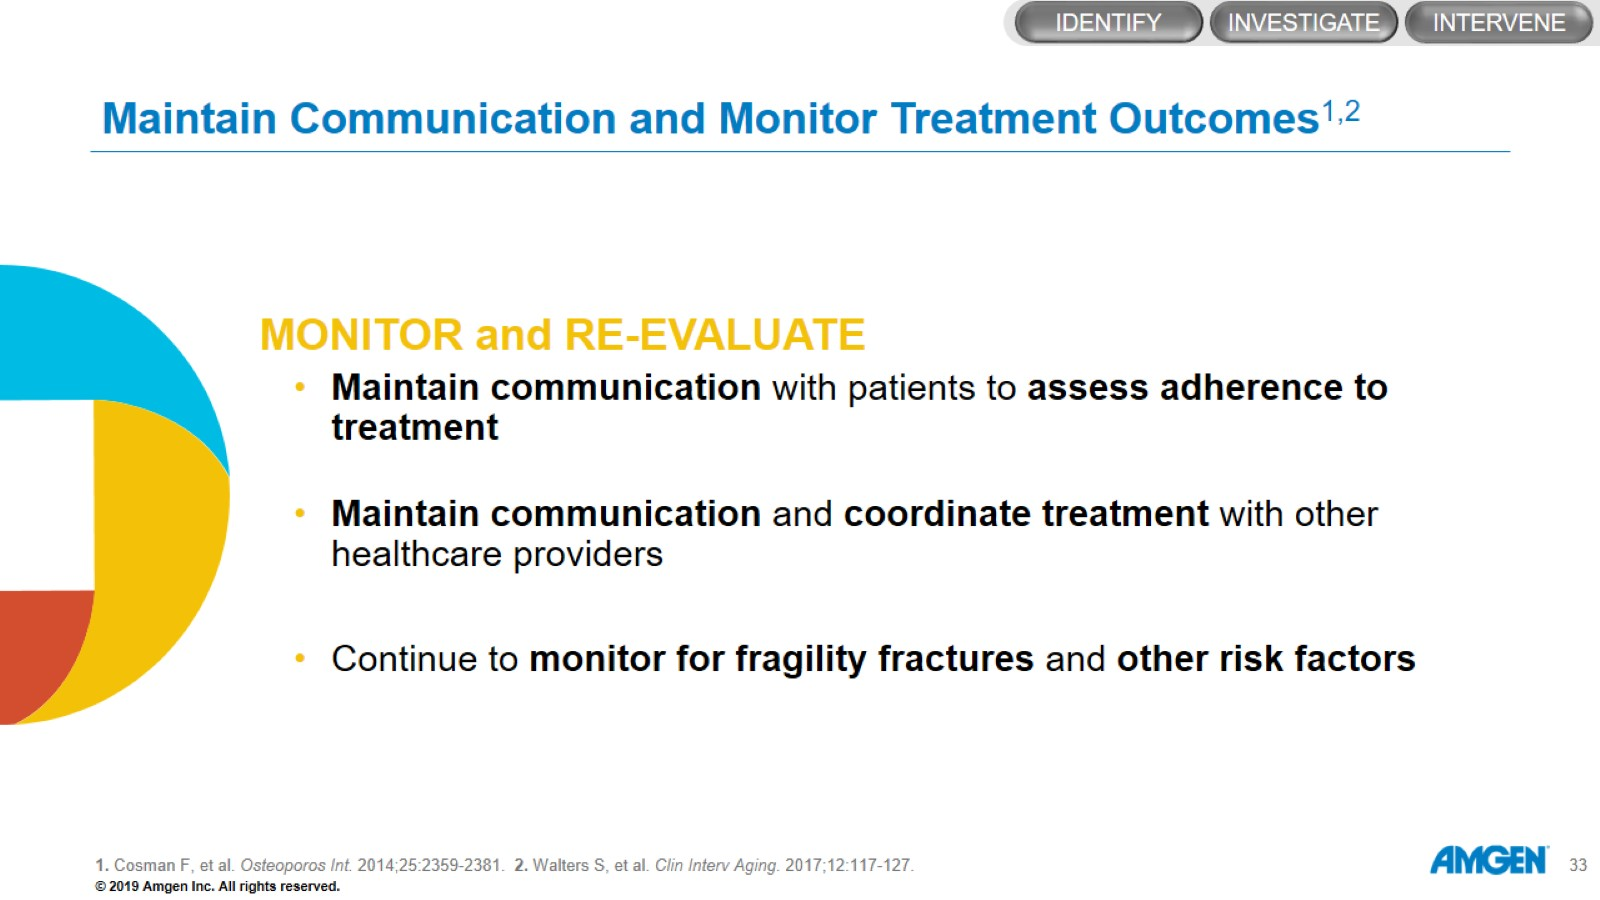 IDENTIFY INVESTIGATE INTERVENE
Maintain Communication and Monitor Treatment Outcomes1,2
MONITOR and RE-EVALUATE
• Maintain communication with patients to assess adherence to
treatment
• Maintain communication and coordinate treatment with other
healthcare providers
• Continue to monitor for fragility fractures and other risk factors
1. Cosman F, et al. Osteoporos Int. 2014;25:2359-2381. 2. Walters S, et al. Clin Interv Aging. 2017;12:117-127.
© 2019 Amgen Inc. All rights reserved.
AMGEN 33